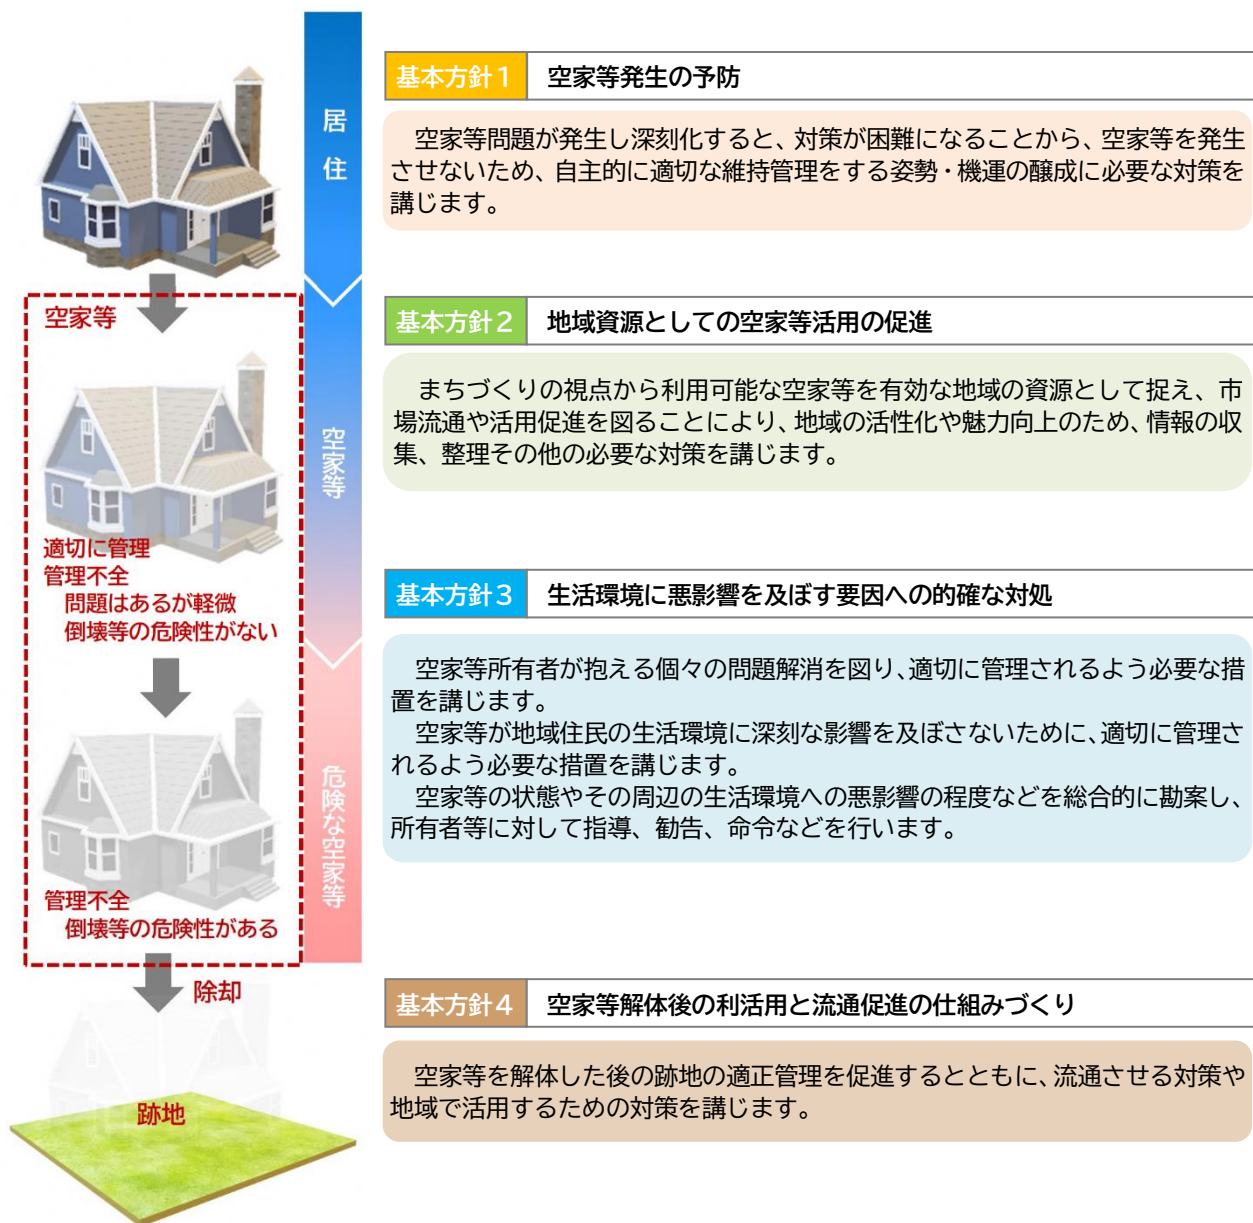 居住
基本方針1 空家等発生の予防
空家等問題が発生し深刻化すると、対策が困難になることから、空家等を発生
させないため、自主的に適切な維持管理をする姿勢・機運の醸成に必要な対策を
講じます。
空家等
空家等
適切に管理
管理不全
問題はあるが軽微
倒壊等の危険性がない
基本方針2 地域資源としての空家等活用の促進
まちづくりの視点から利用可能な空家等を有効な地域の資源として捉え、市
場流通や活用促進を図ることにより、地域の活性化や魅力向上のため、情報の収
集、整理その他の必要な対策を講じます。
基本方針3 生活環境に悪影響を及ぼす要因への的確な対処
空家等所有者が抱える個々の問題解消を図り、適切に管理されるよう必要な措
置を講じます。
空家等が地域住民の生活環境に深刻な影響を及ぼさないために、適切に管理さ
れるよう必要な措置を講じます。
空家等の状態やその周辺の生活環境への悪影響の程度などを総合的に勘案し、
所有者等に対して指導、勧告、命令などを行います。
危険な空家等
管理不全
倒壊等の危険性がある
除却
跡地
基本方針4 空家等解体後の利活用と流通促進の仕組みづくり
空家等を解体した後の跡地の適正管理を促進するとともに、流通させる対策や
地域で活用するための対策を講じます。